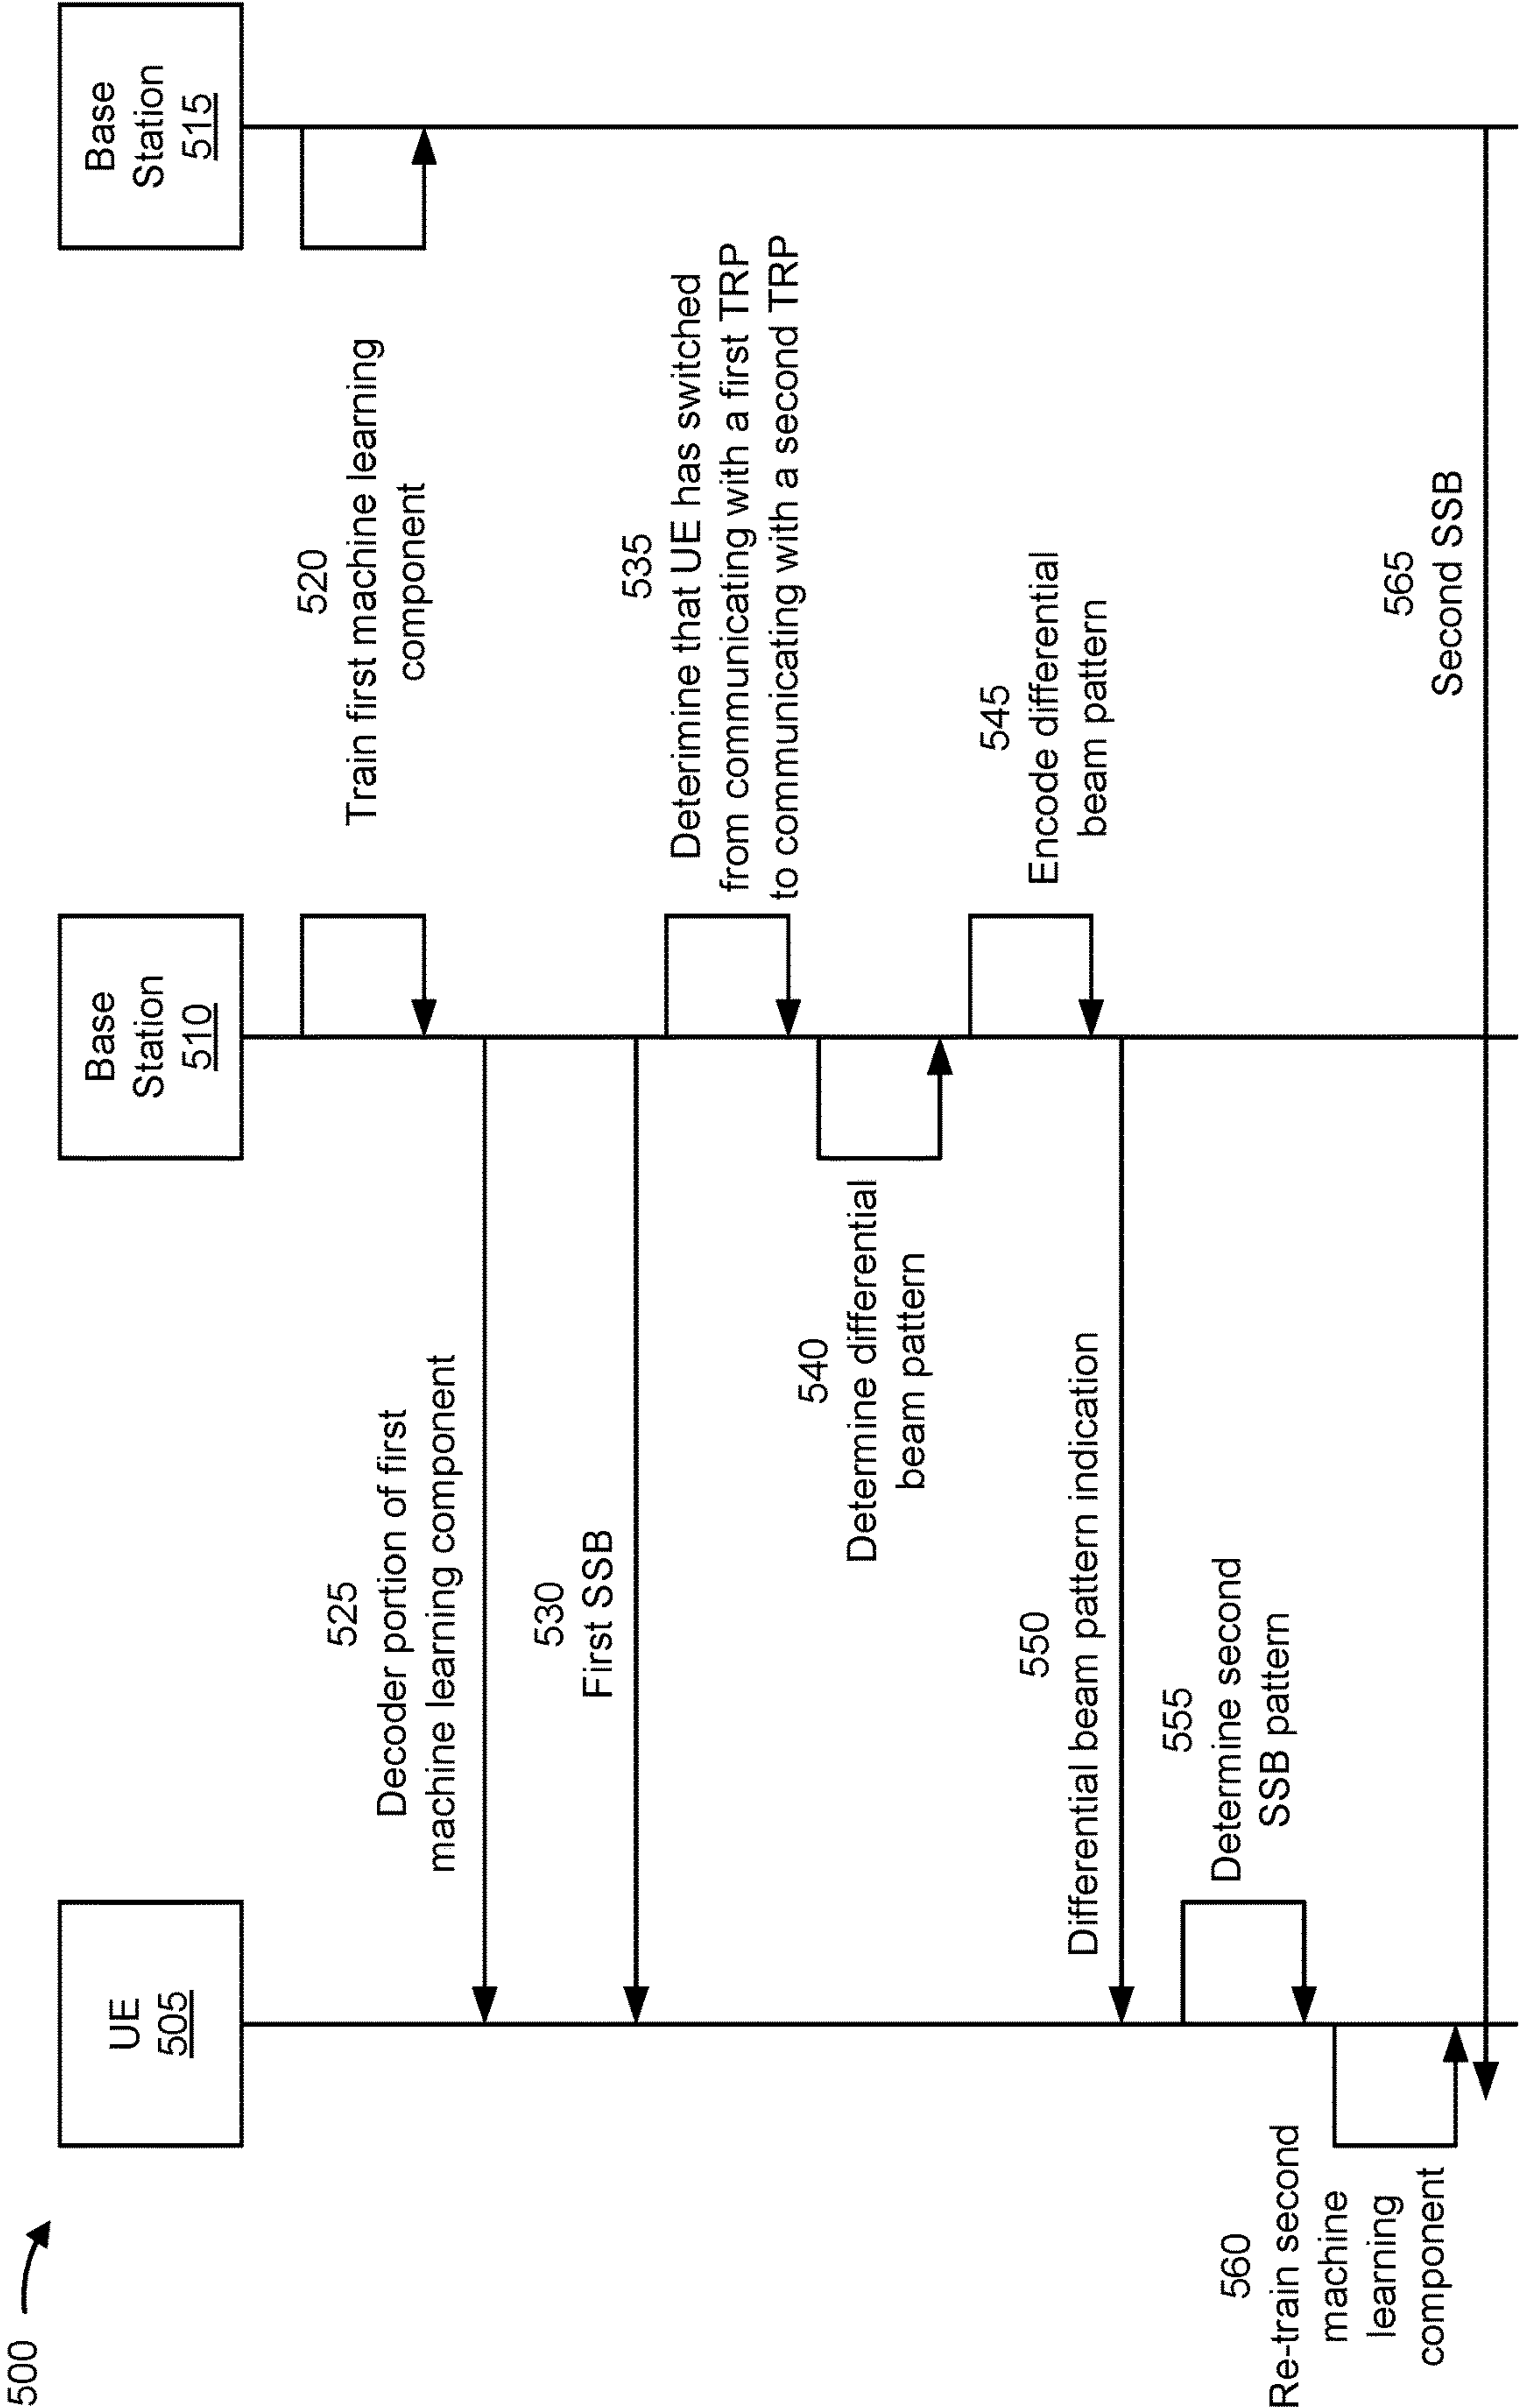 500
UE
505
Base
Station
510
Base
Station
515
520
Train first machine learning
component
525
Decoder portion of first
machine learning component
530
First SSB
535
Deterimine that UE has switched
from communicating with a first TRP
to communicating with a second TRP
540
Determine differential
beam pattern
545
Encode differential
beam pattern
550
Differential beam pattern indication
555
Determine second
SSB pattern
560
Re-train second
machine
learning
component
565
Second SSB